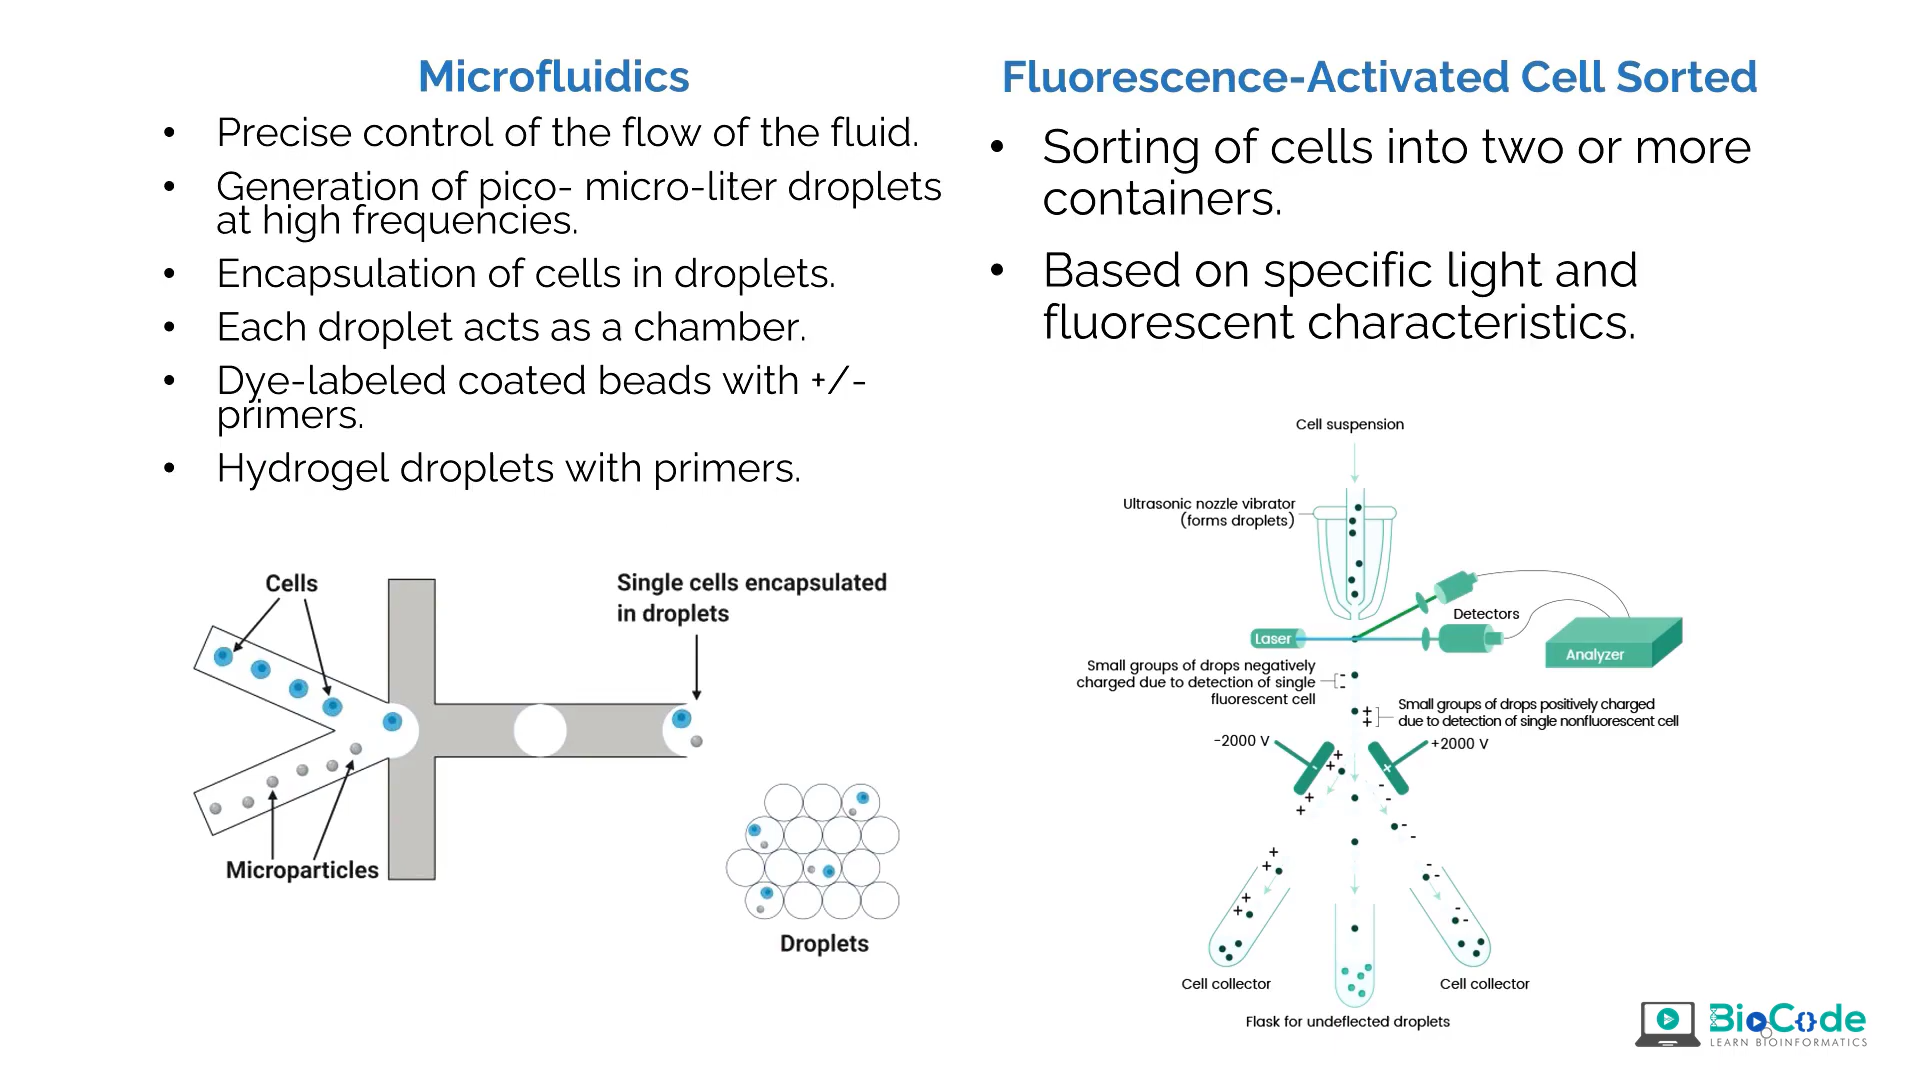 Microfluidics
• Precise control of the flow of the fluid.
• Generation of pico- micro-liter droplets
at high frequencies.
• Encapsulation of cells in droplets.
• Each droplet acts as a chamber.
• Dye-labeled coated beads with +/-
primers.
• Hydrogel droplets with primers.
Cells
Single cells encapsulated
in droplets
Microparticles
Droplets
Fluorescence-Activated Cell Sorted
• Sorting of cells into two or more
containers.
• Based on specific light and
fluorescent characteristics.
Cell suspension
Ultrasonic nozzle vibrator
(forms droplets)
Detectors
Laser
Analyzer
Small groups of drops negatively
charged due to detection of single
fluorescent cell
Small groups of drops positively charged
due to detection of single nonfluorescent cell
-2000 V
+2000 V
Cell collector
Cell collector
Flask for undeflected droplets
BioCode
LEARN BIOINFORMATICS